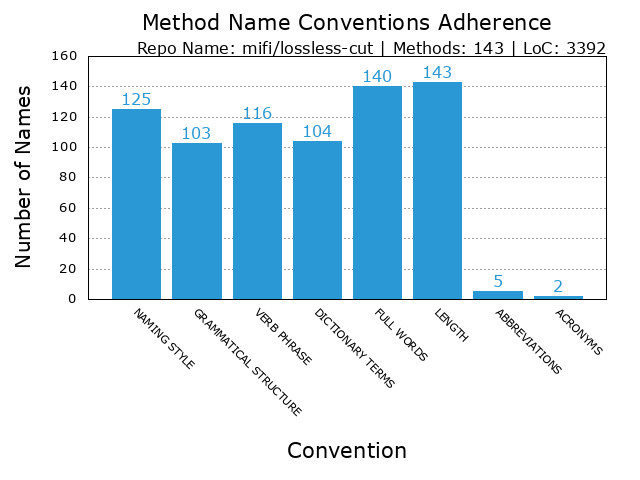 Method Name Conventions Adherence
Repo Name: mifi/lossless-cut | Methods: 143 | LoC: 3392
Number of Names
160
140
120
100
80
60
40
20
0
125
103
116
104
140
143
5
2
NAMING STYLE
GRAMMATICAL STRUCTURE
VERB PHRASE
DICTIONARY TERMS
FULL WORDS
LENGTH
ABBREVIATIONS
ACRONYMS
Convention